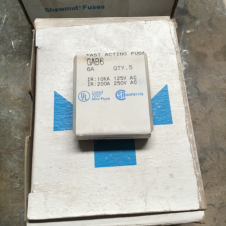 Shawmut® Fuses
FAST ACTING FUSE
GAB6
6A QTY. 5
IR:10KA 125V AC
IR:200A 250V AC